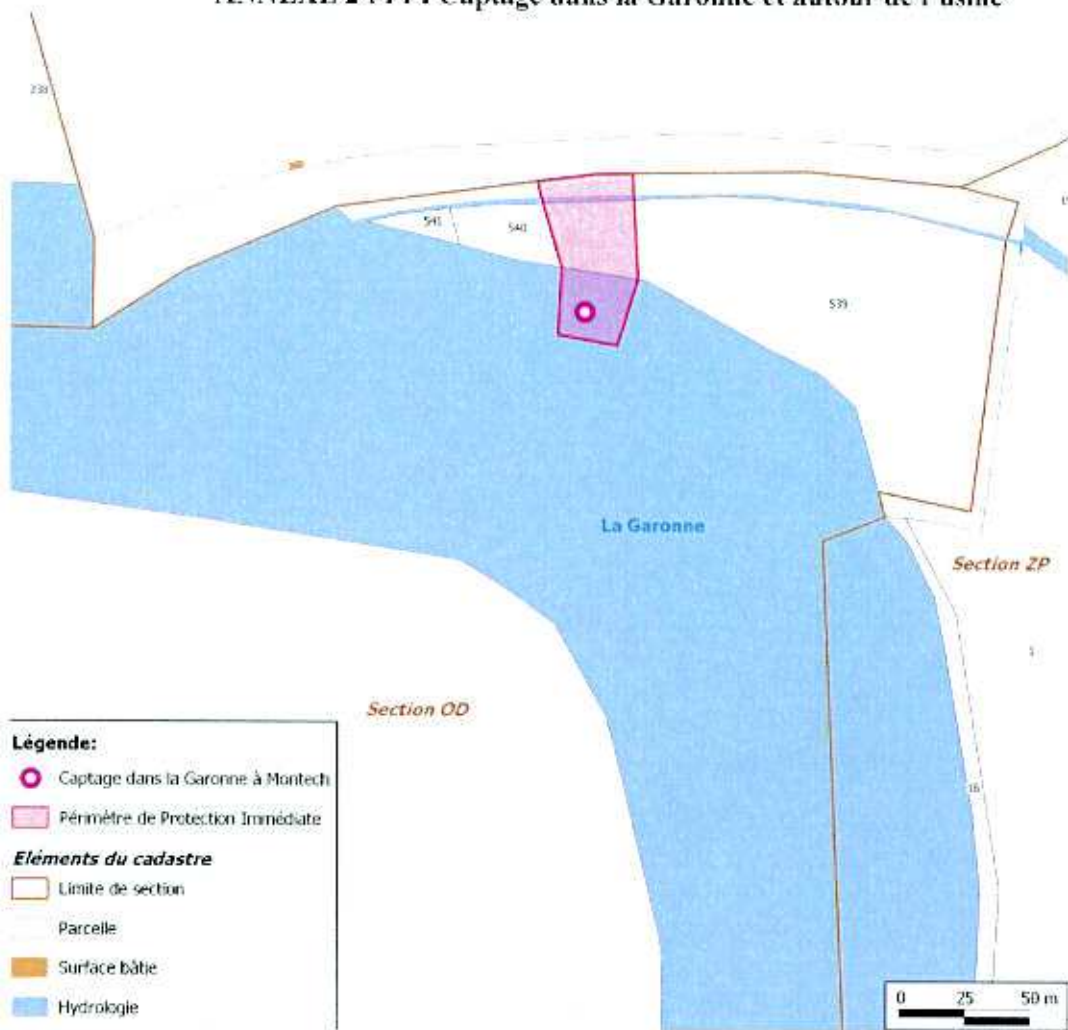 Captage dans la Garonne et autour de l'usine
238
541
540
539
La Garonne
Section ZP
1
Section OD
16
Légende:
Captage dans la Garonne à Montech
Périmètre de Protection Immédiate
Eléments du cadastre
Limite de section
Parcelle
Surface bâtie
Hydrologie
0 25 50 m